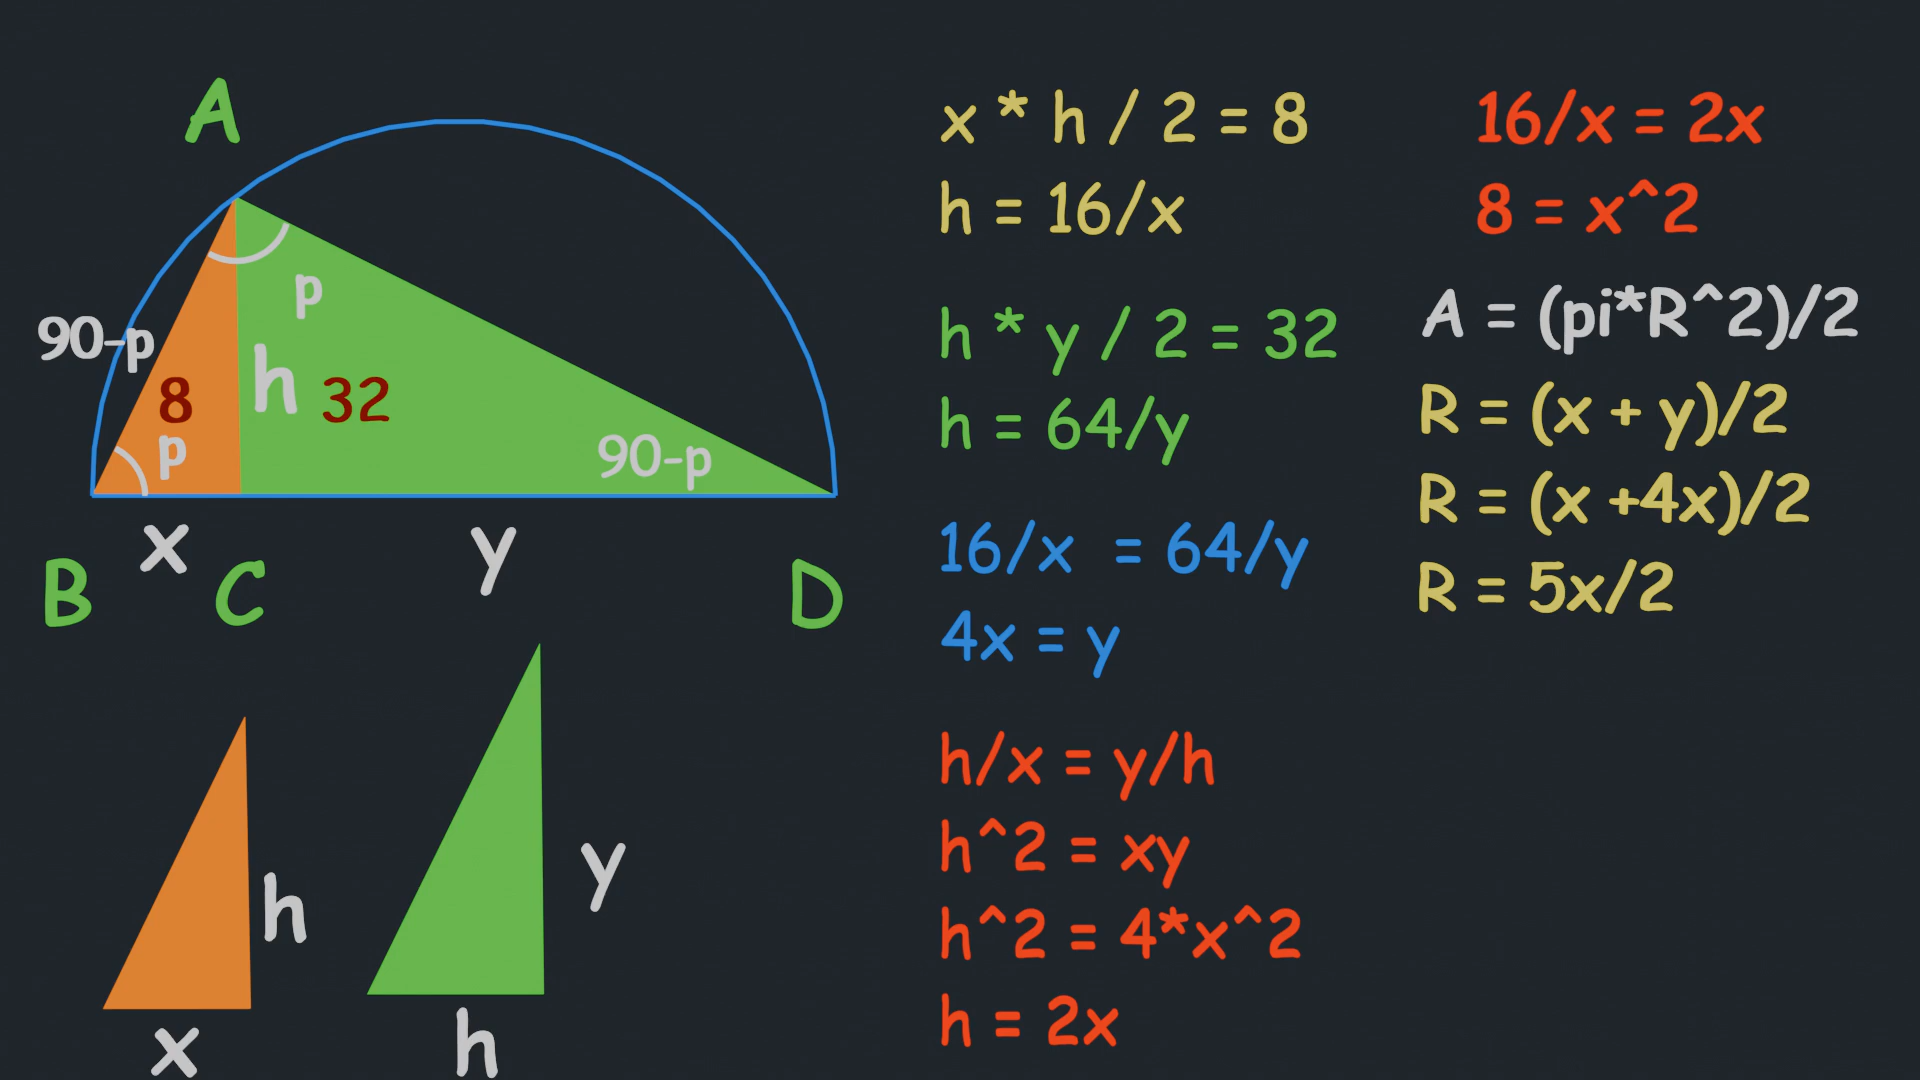 A
90-p
p
8
h
32
p
90-p
x
y
B
C
D
h
x
y
h
x * h / 2 = 8
h = 16/x
h * y / 2 = 32
h = 64/y
16/x = 64/y
4x = y
h/x = y/h
h^2 = xy
h^2 = 4*x^2
h = 2x
16/x = 2x
8 = x^2
A = (pi*R^2)/2
R = (x + y)/2
R = (x +4x)/2
R = 5x/2